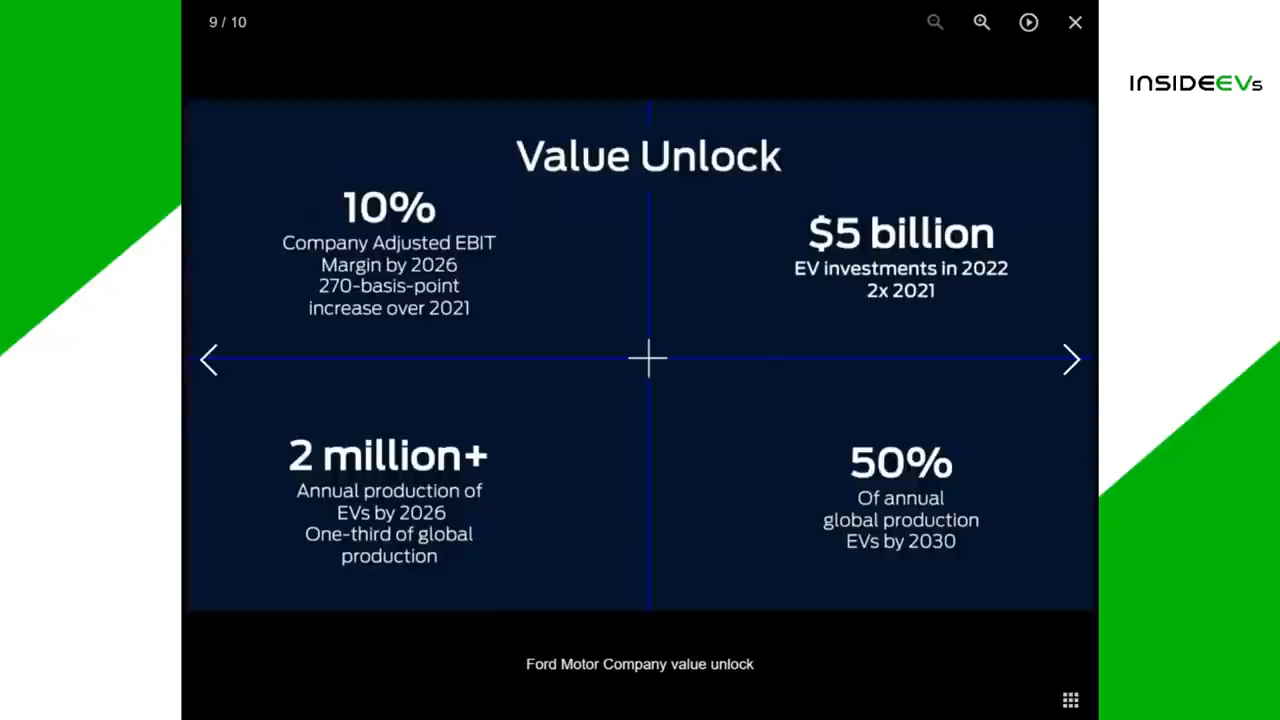 9 / 10
INSIDEEVs
Value Unlock
10%
Company Adjusted EBIT
Margin by 2026
270-basis-point
increase over 2021
$5 billion
EV investments in 2022
2x 2021
2 million+
Annual production of
EVs by 2026
One-third of global
production
50%
Of annual
global production
EVs by 2030
Ford Motor Company value unlock